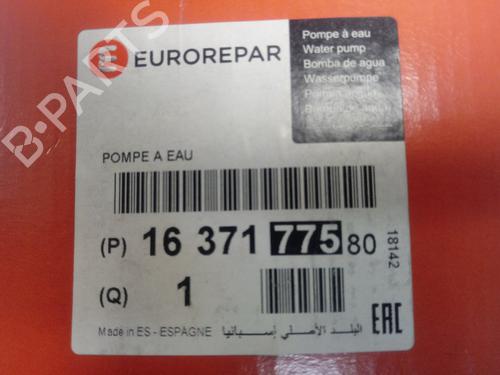 EUROREPAR
Pompe à eau
Water pump
Bomba de agua
Wasserpumpe
POMPE A EAU
(P) 16 371 775 80
18142
(Q) 1
Made in ES - ESPAGNE البلد الأصلي إسبانيا
EAC
B-PARTS